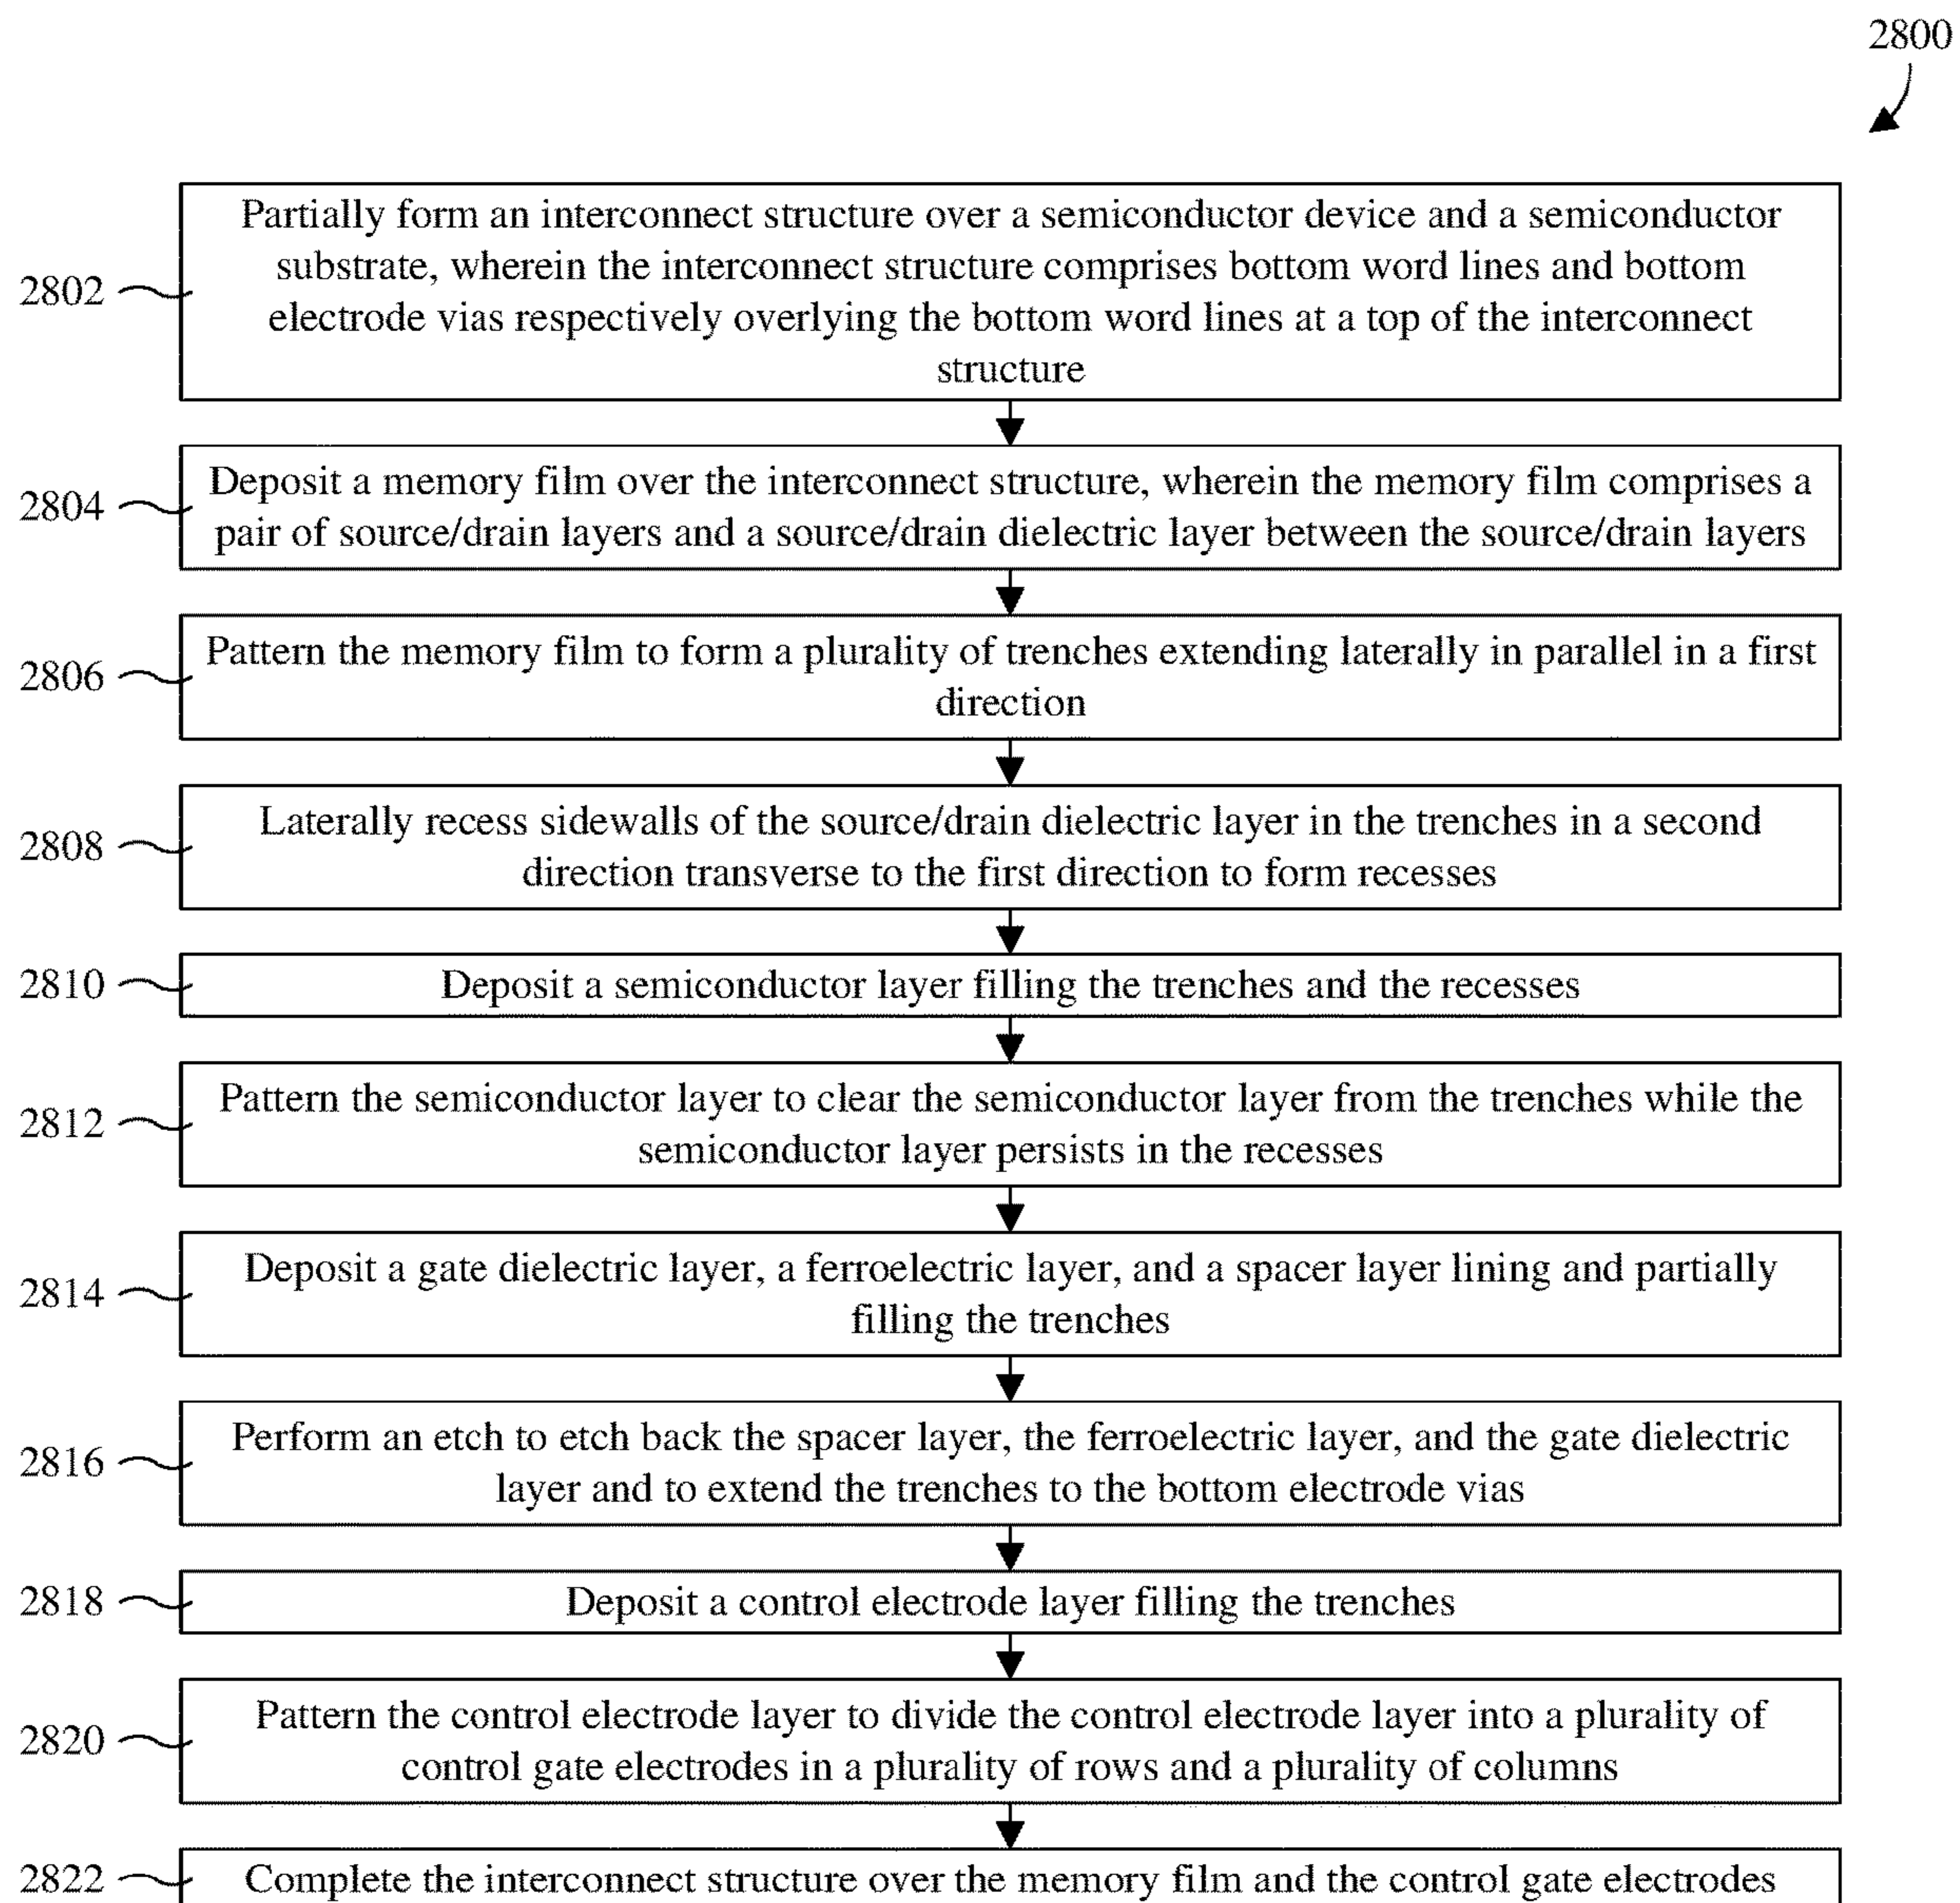 2800
Partially form an interconnect structure over a semiconductor device and a semiconductor
substrate, wherein the interconnect structure comprises bottom word lines and bottom
2802
electrode vias respectively overlying the bottom word lines at a top of the interconnect
structure
Deposit a memory film over the interconnect structure, wherein the memory film comprises a
2804
pair of source/drain layers and a source/drain dielectric layer between the source/drain layers
Pattern the memory film to form a plurality of trenches extending laterally in parallel in a first
2806
direction
Laterally recess sidewalls of the source/drain dielectric layer in the trenches in a second
2808
direction transverse to the first direction to form recesses
2810
Deposit a semiconductor layer filling the trenches and the recesses
Pattern the semiconductor layer to clear the semiconductor layer from the trenches while the
2812
semiconductor layer persists in the recesses
Deposit a gate dielectric layer, a ferroelectric layer, and a spacer layer lining and partially
2814
filling the trenches
Perform an etch to etch back the spacer layer, the ferroelectric layer, and the gate dielectric
2816
layer and to extend the trenches to the bottom electrode vias
2818
Deposit a control electrode layer filling the trenches
Pattern the control electrode layer to divide the control electrode layer into a plurality of
2820
control gate electrodes in a plurality of rows and a plurality of columns
2822
Complete the interconnect structure over the memory film and the control gate electrodes